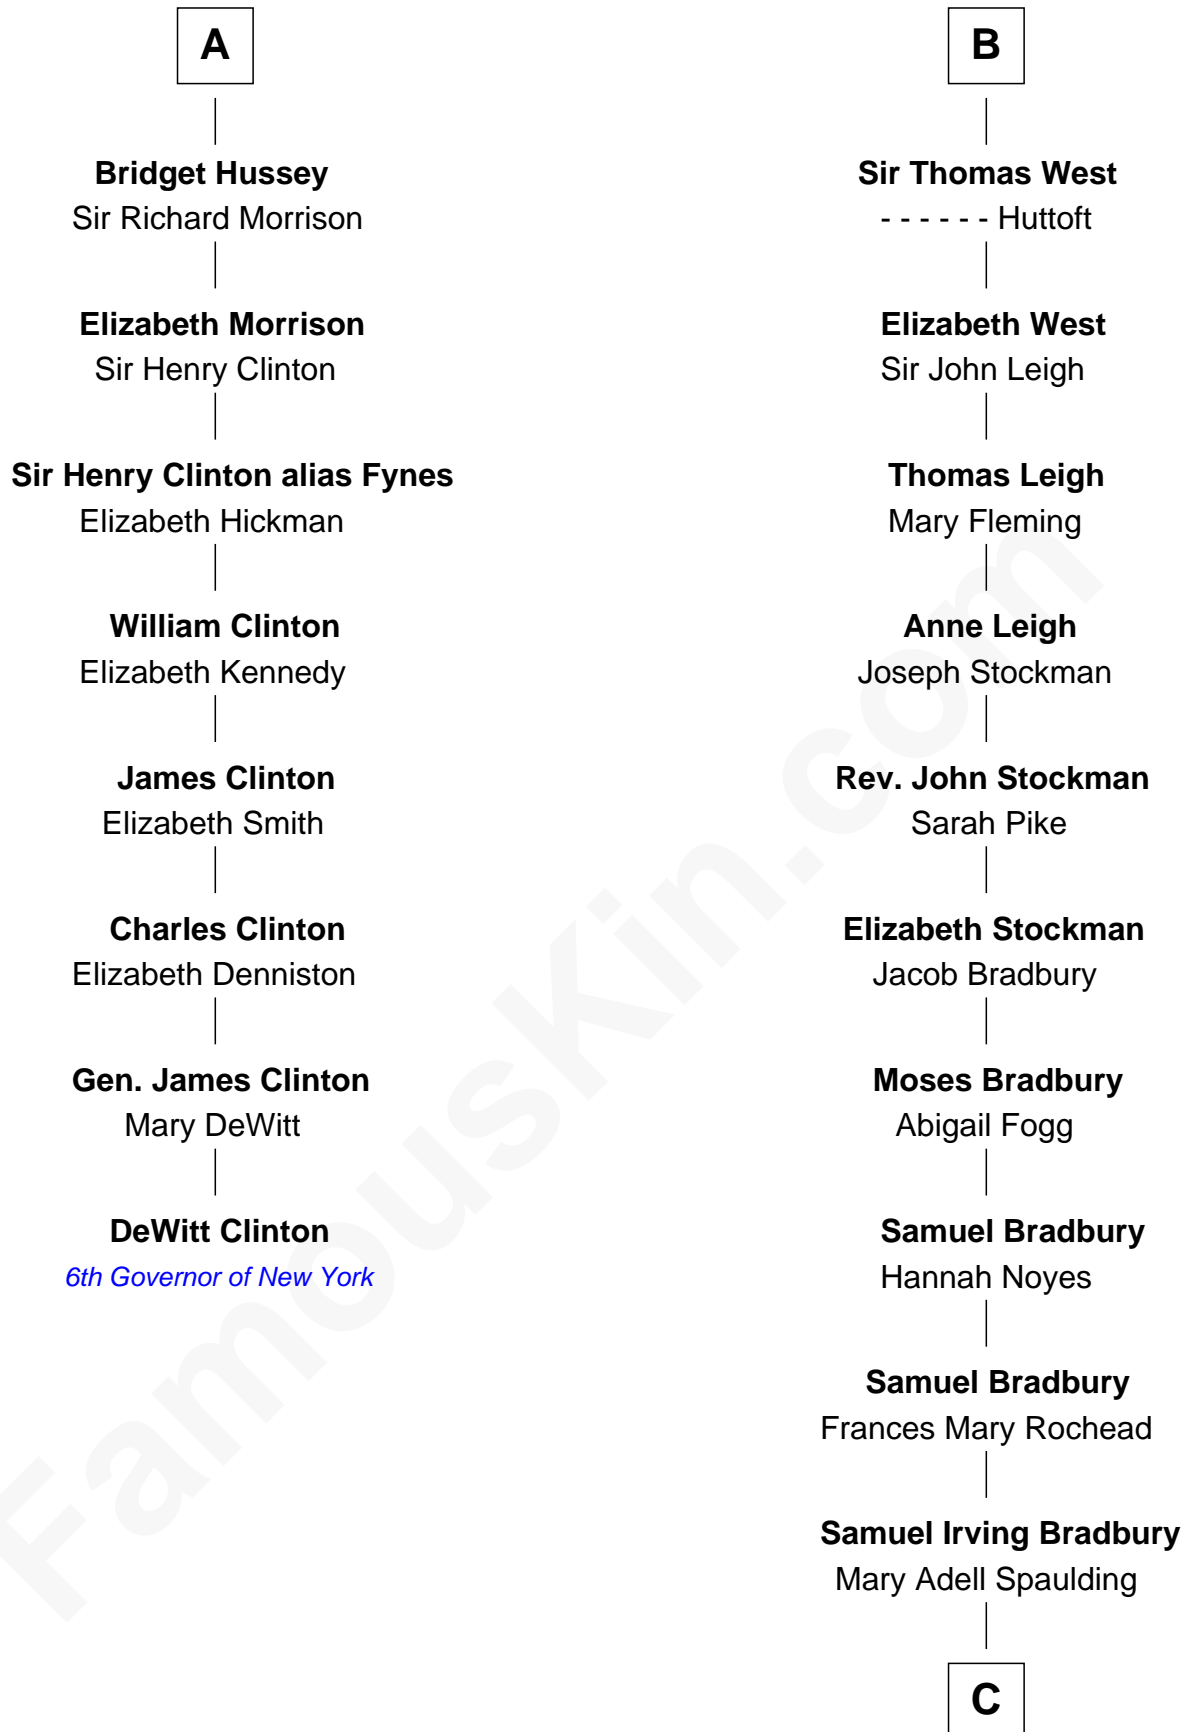 A
Bridget Hussey
Sir Richard Morrison
Elizabeth Morrison
Sir Henry Clinton
Sir Henry Clinton alias Fynes
Elizabeth Hickman
William Clinton
Elizabeth Kennedy
James Clinton
Elizabeth Smith
Charles Clinton
Elizabeth Denniston
Gen. James Clinton
Mary DeWitt
DeWitt Clinton
6th Governor of New York
B
Sir Thomas West
- - - - - - Huttoft
Elizabeth West
Sir John Leigh
Thomas Leigh
Mary Fleming
Anne Leigh
Joseph Stockman
Rev. John Stockman
Sarah Pike
Elizabeth Stockman
Jacob Bradbury
Moses Bradbury
Abigail Fogg
Samuel Bradbury
Hannah Noyes
Samuel Bradbury
Frances Mary Rochead
Samuel Irving Bradbury
Mary Adell Spaulding
C
FamousKin.com